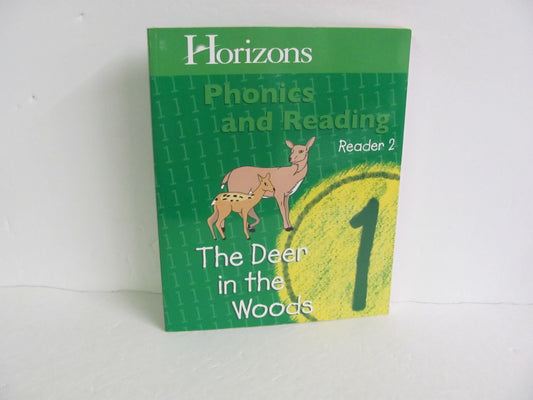 Horizons
Phonics
and Reading
Reader 2
1
The Deer
in the
Woods